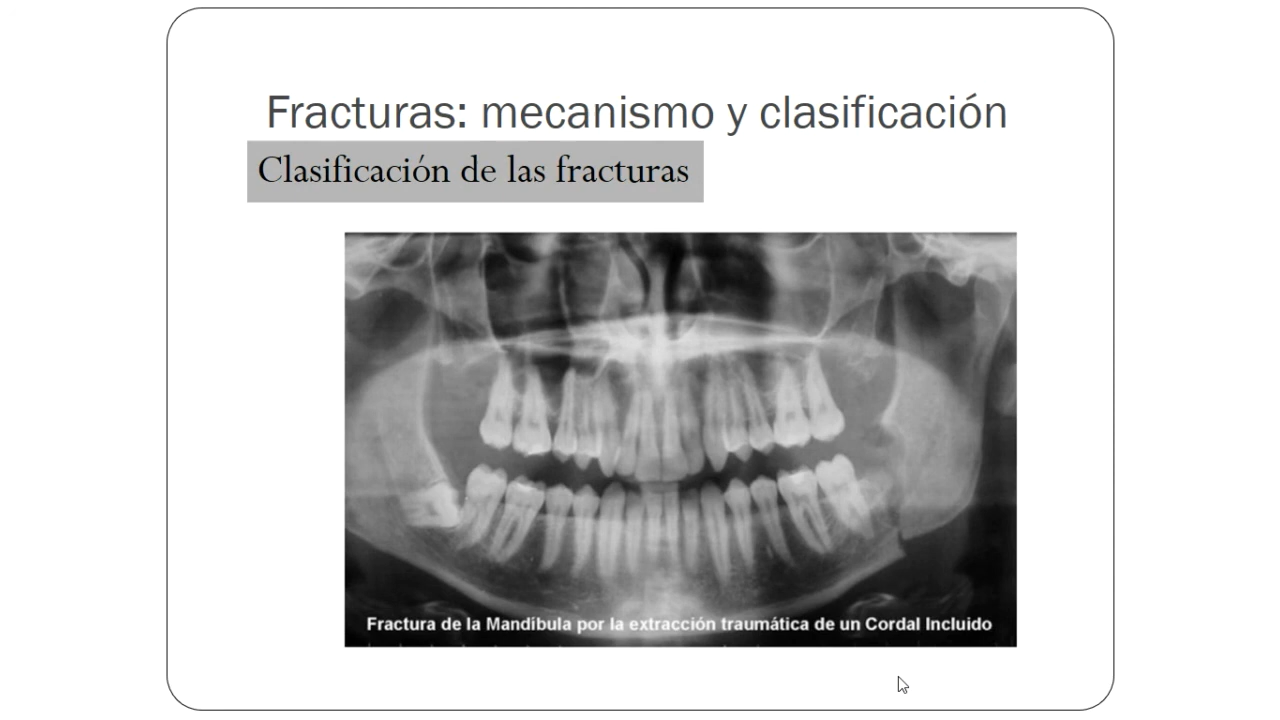 Fracturas: mecanismo y clasificación
Clasificación de las fracturas
Fractura de la Mandíbula por la extracción traumática de un Cordal Incluido